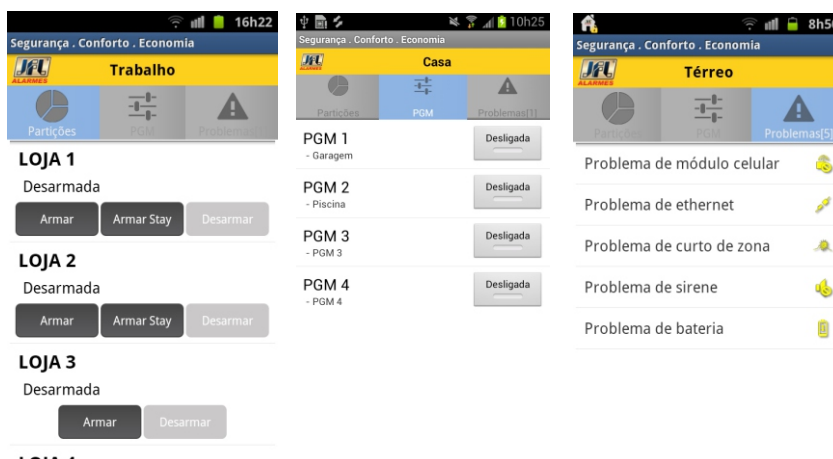 16h22
Segurança . Conforto . Economia
JFL
ALARMES
Trabalho
Partições
PGM
LOJA 1
Desarmada
Armar
Armar Stay
Desarmar
LOJA 2
Desarmada
Armar
Armar Stay
Desarmar
LOJA 3
Desarmada
Armar
Desarmar
10h25
Segurança . Conforto . Economia
JFL
ALARMES
Casa
Partições
PGM
Problemas[1]
PGM 1
- Garagem
Desligada
PGM 2
- Piscina
Desligada
PGM 3
- PGM 3
Desligada
PGM 4
- PGM 4
Desligada
Segurança . Conforto . Economia
JFL
ALARMES
Térreo
Partições
PGM
Problemas[5]
Problema de módulo celular
Problema de ethernet
Problema de curto de zona
Problema de sirene
Problema de bateria